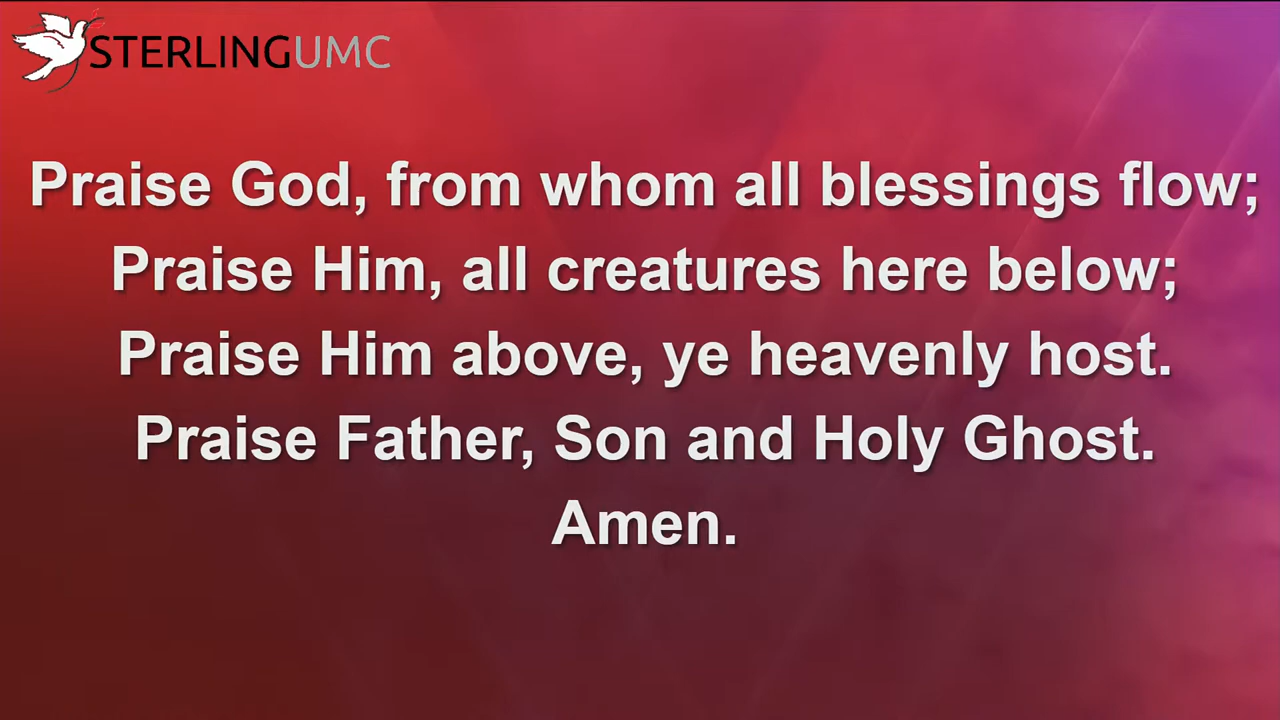 STERLINGUMC
Praise God, from whom all blessings flow;
Praise Him, all creatures here below;
Praise Him above, ye heavenly host.
Praise Father, Son and Holy Ghost.
Amen.